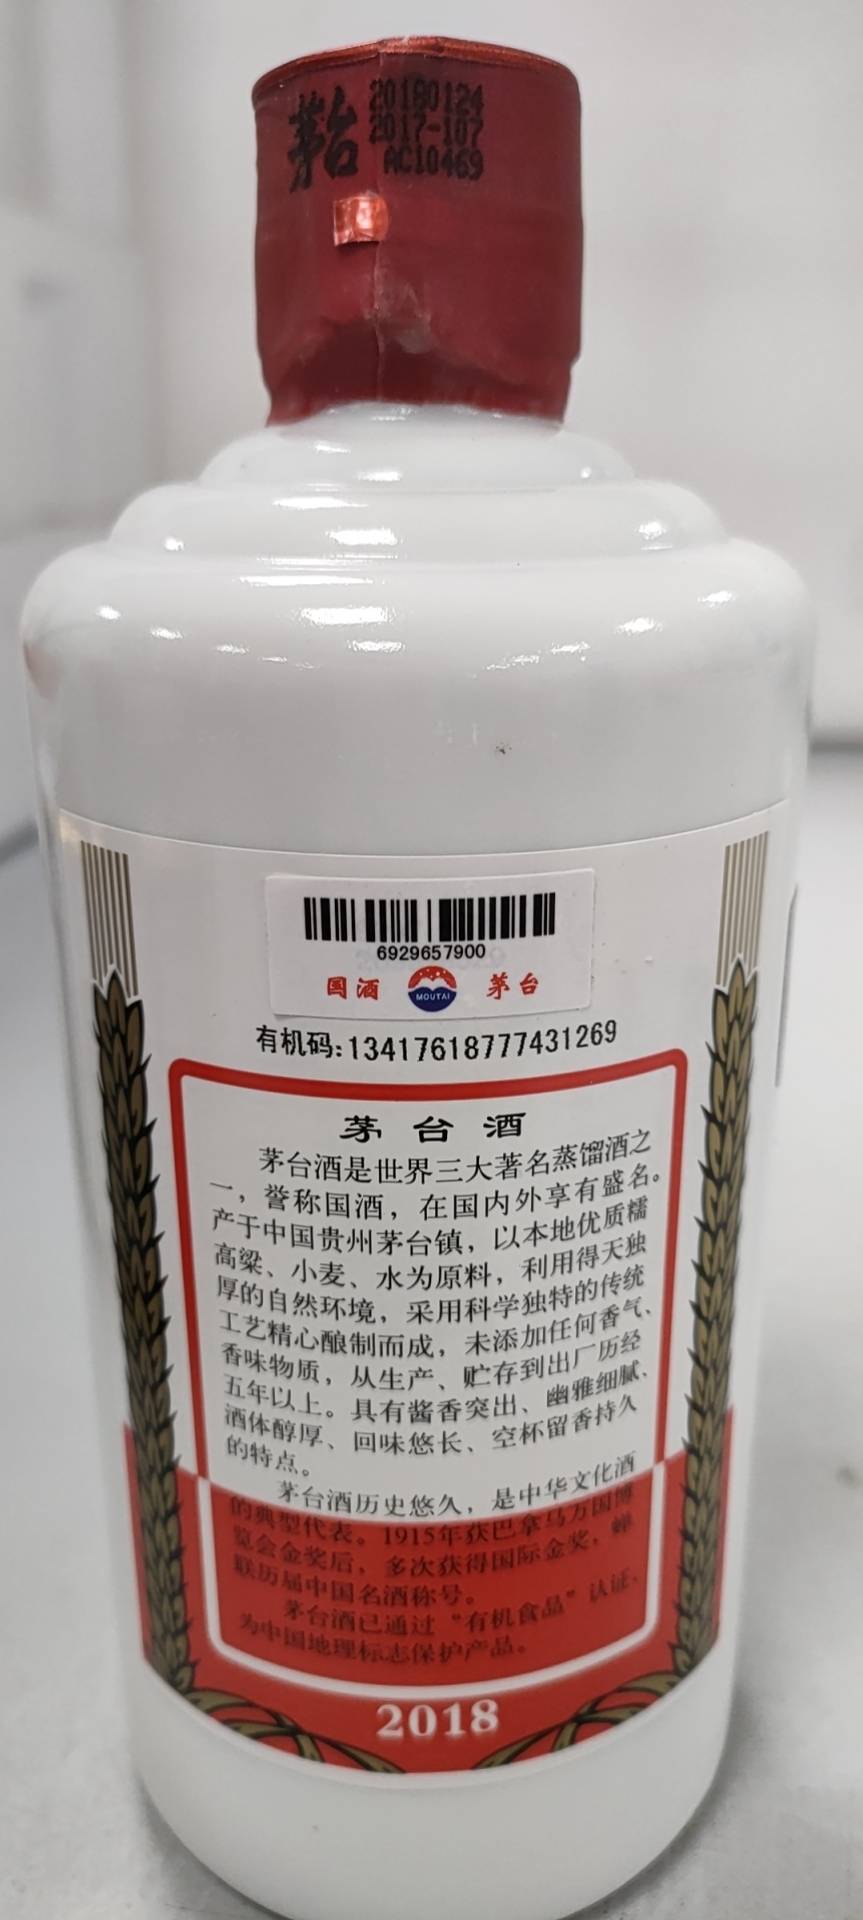 茅台
20180124
2017-107
AC10469
6929657900
国酒 MOUTAI 茅台
有机码:13417618777431269
茅台酒
茅台酒是世界三大著名蒸馏酒之
一，誉称国酒，在国内外享有盛名。
产于中国贵州茅台镇，以本地优质糯
高粱、小麦、水为原料，利用得天独
厚的自然环境，采用科学独特的传统
工艺精心酿制而成，未添加任何香气、
香味物质，从生产、贮存到出厂历经
五年以上。具有酱香突出、幽雅细腻、
酒体醇厚、回味悠长、空杯留香持久
的特点。
茅台酒历史悠久，是中华文化酒
的典型代表。1915年获巴拿马万国博
览会金奖后，多次获得国际金奖，蝉
联历届中国名酒称号。
茅台酒已通过“有机食品”认证，
为中国地理标志保护产品。
2018